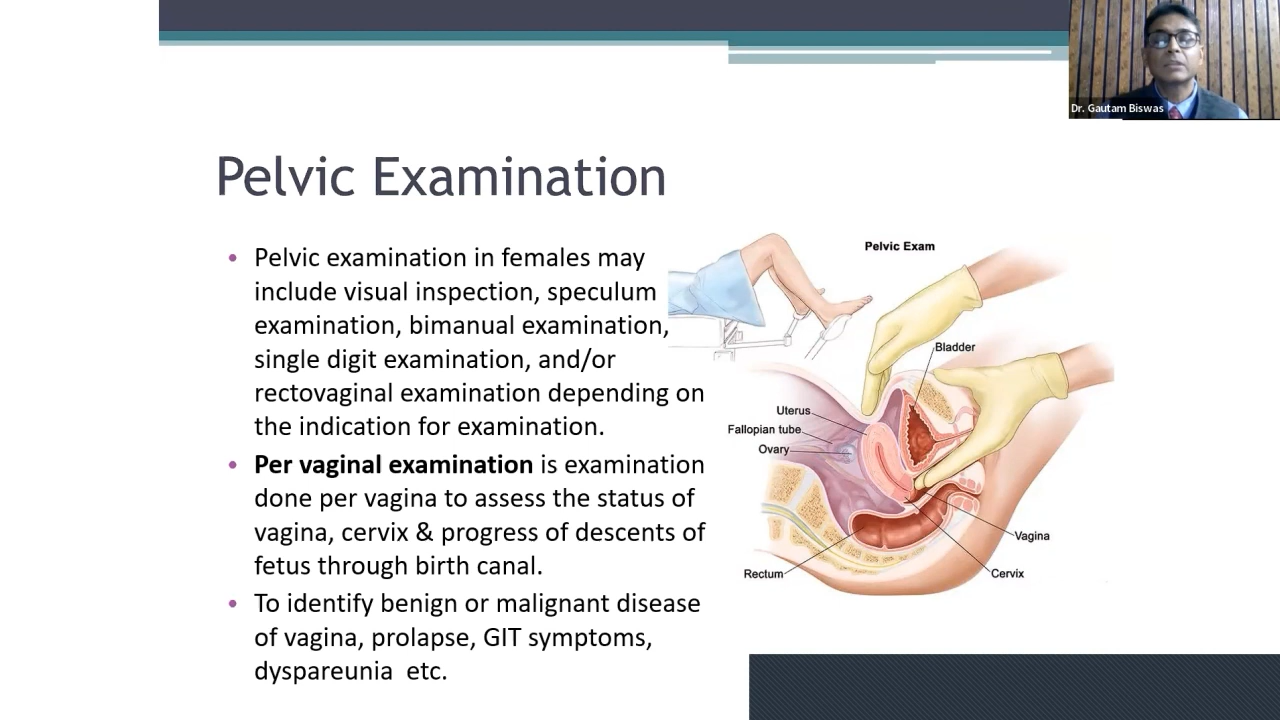 Dr. Gautam Biswas
Pelvic Examination
• Pelvic examination in females may
include visual inspection, speculum
examination, bimanual examination,
single digit examination, and/or
rectovaginal examination depending on
the indication for examination.
• Per vaginal examination is examination
done per vagina to assess the status of
vagina, cervix & progress of descents of
fetus through birth canal.
• To identify benign or malignant disease
of vagina, prolapse, GIT symptoms,
dyspareunia etc.
Pelvic Exam
Bladder
Uterus
Fallopian tube
Ovary
Vagina
Rectum
Cervix